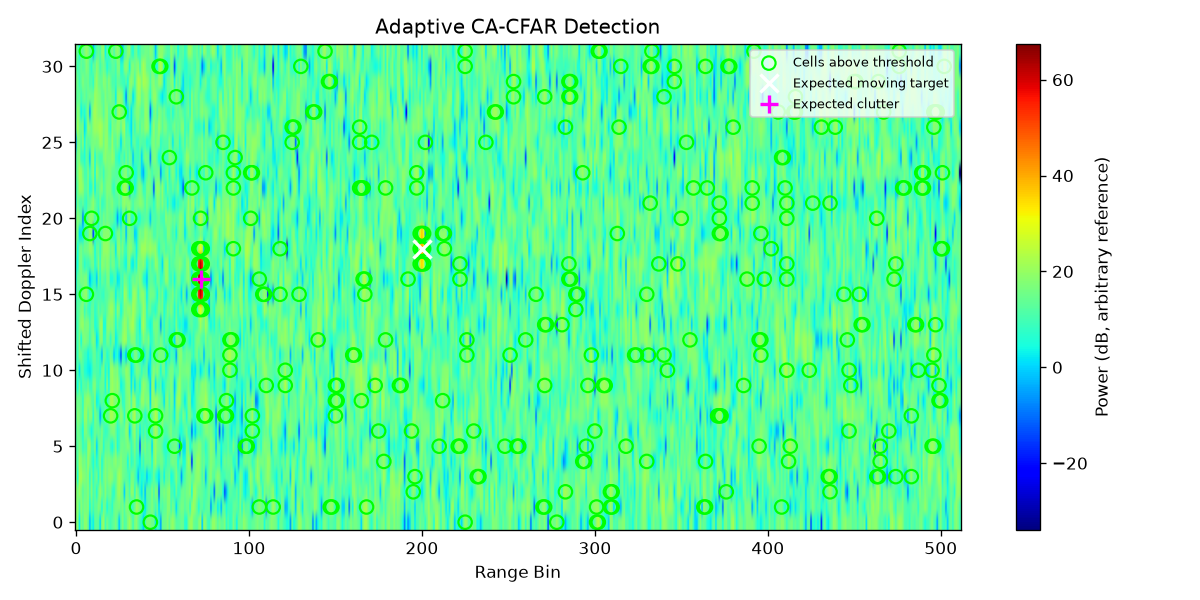 Adaptive CA-CFAR Detection
Cells above threshold
Expected moving target
Expected clutter
Shifted Doppler Index
30
25
20
15
10
5
0
0 100 200 300 400 500
Range Bin
60
40
20
0
−20
Power (dB, arbitrary reference)